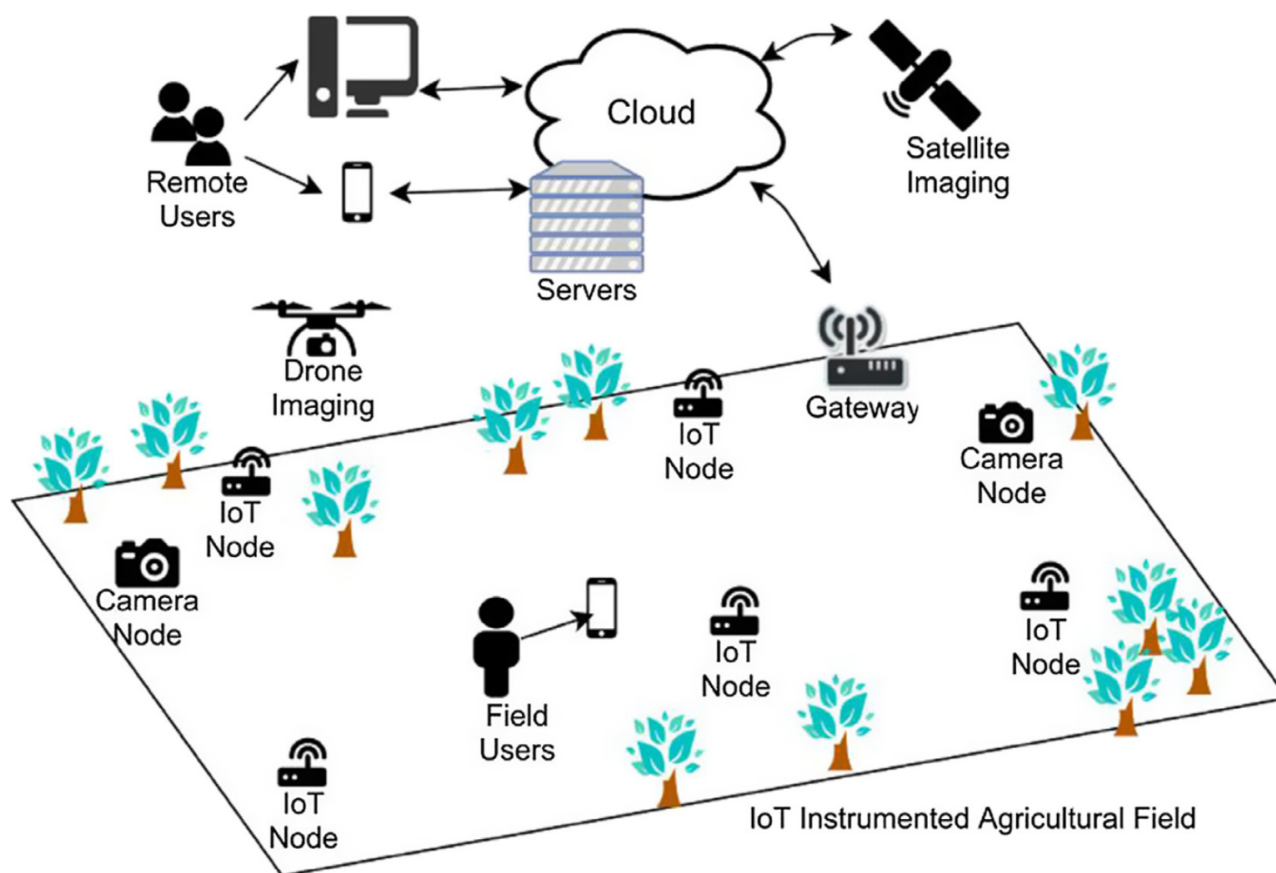 Cloud
Satellite
Imaging
Remote
Users
Servers
Drone
Imaging
Gateway
IoT
Node
Camera
Node
IoT
Node
Camera
Node
IoT
Node
IoT
Node
Field
Users
IoT
Node
IoT Instrumented Agricultural Field